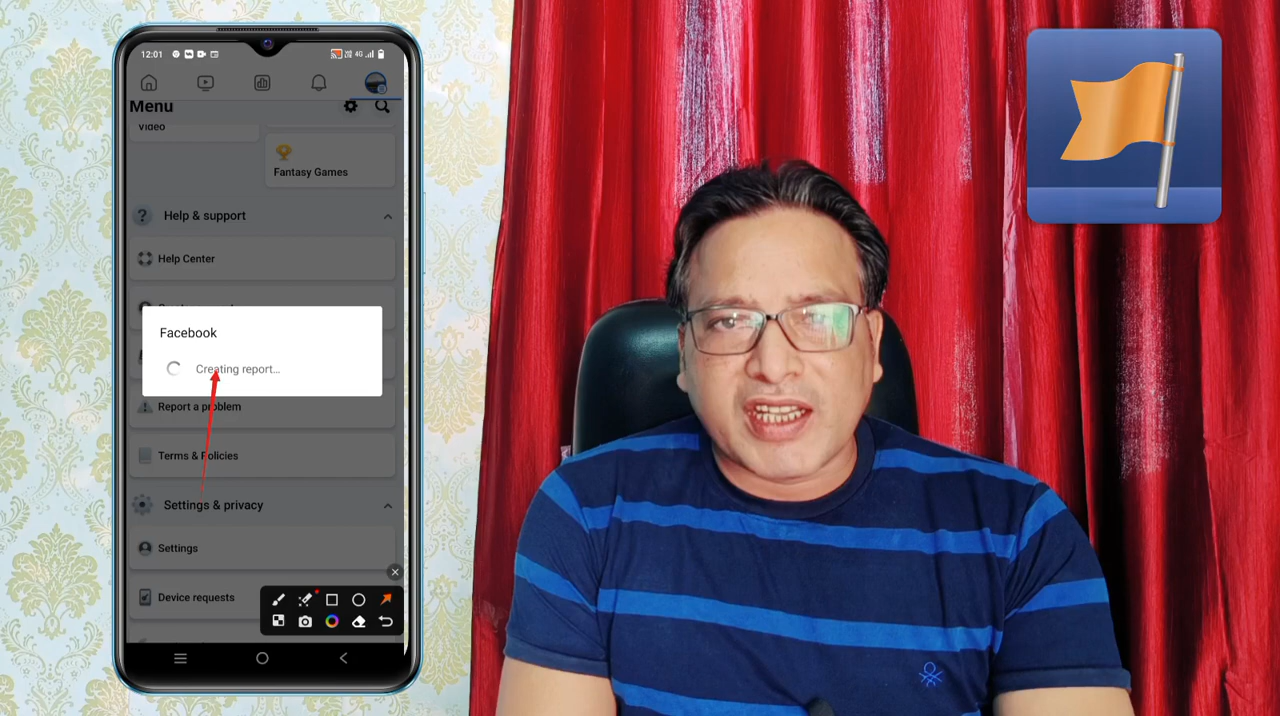 12:01
4G
Menu
Video
Fantasy Games
Help & support
Help Center
Facebook
Creating report...
Report a problem
Terms & Policies
Settings & privacy
Settings
Device requests